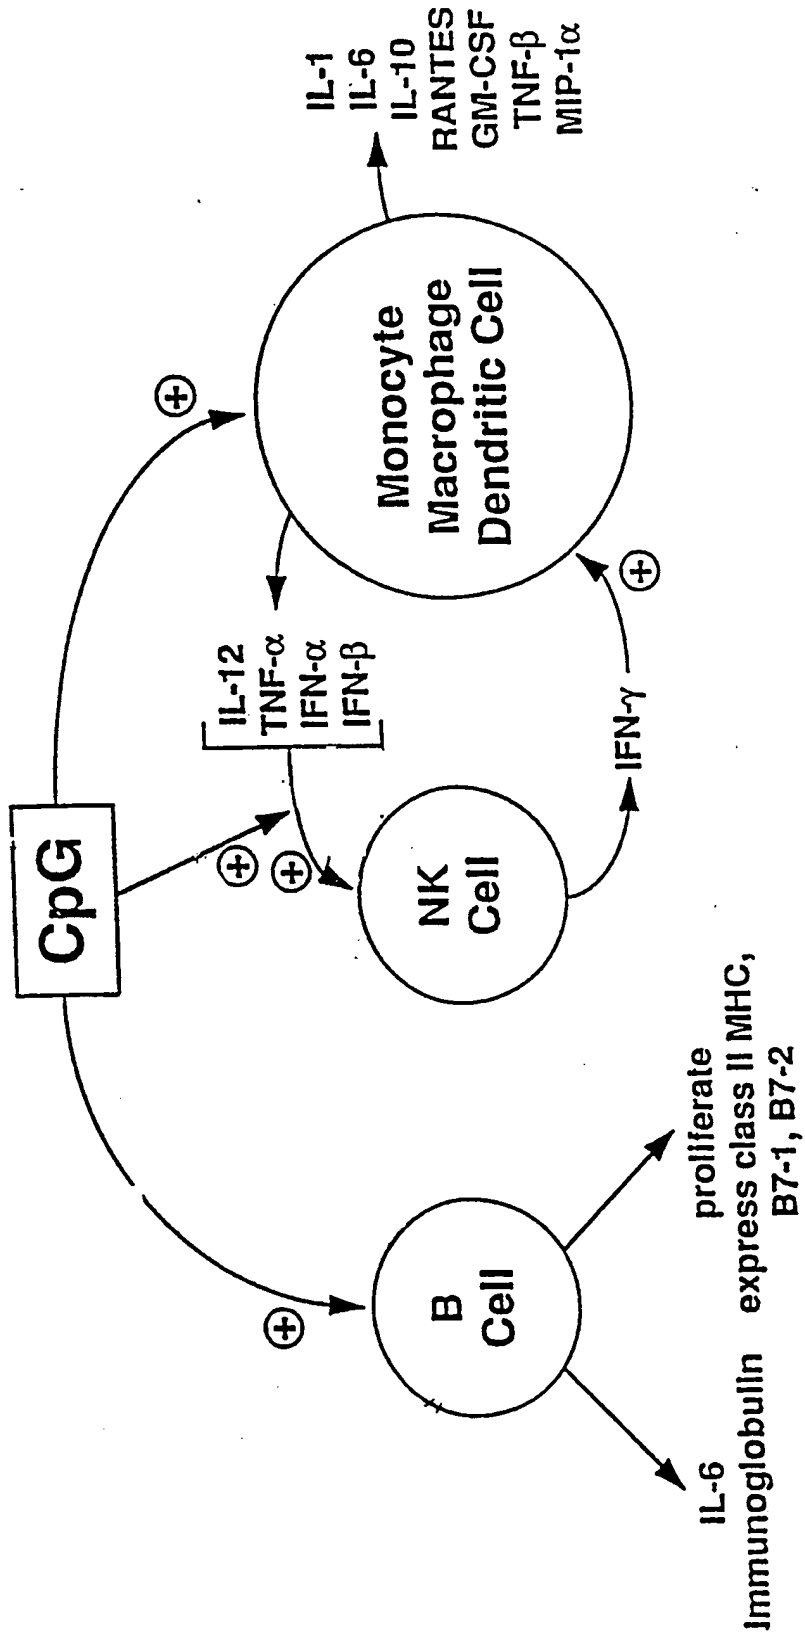 CpG
⊕
⊕
⊕
⊕
IL-12
TNF-α
IFN-α
IFN-β
B
Cell
NK
Cell
Monocyte
Macrophage
Dendritic Cell
IL-1
IL-6
IL-10
RANTES
GM-CSF
TNF-β
MIP-1α
IFN-γ
⊕
IL-6
Immunoglobulin
proliferate
express class II MHC,
B7-1, B7-2